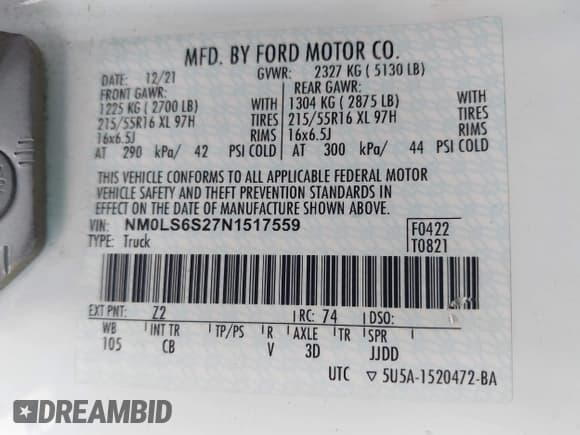 MFD. BY FORD MOTOR CO.
DATE: 12/21 GVWR: 2327 KG ( 5130 LB)
FRONT GAWR: REAR GAWR:
1225 KG ( 2700 LB) WITH 1304 KG ( 2875 LB) WITH
215/55R16 XL 97H TIRES 215/55R16 XL 97H TIRES
16x6.5J RIMS 16x6.5J RIMS
AT 290 kPa/ 42 PSI COLD AT 300 kPa/ 44 PSI COLD
THIS VEHICLE CONFORMS TO ALL APPLICABLE FEDERAL MOTOR
VEHICLE SAFETY AND THEFT PREVENTION STANDARDS IN
EFFECT ON THE DATE OF MANUFACTURE SHOWN ABOVE.
VIN: NM0LS6S27N1517559 F0422
TYPE: Truck T0821
EXT PNT: Z2 RC: 74 DSO:
WB INT TR TP/PS R AXLE TR SPR
105 CB V 3D JJDD
UTC ▽ 5U5A-1520472-BA
DREAMBID